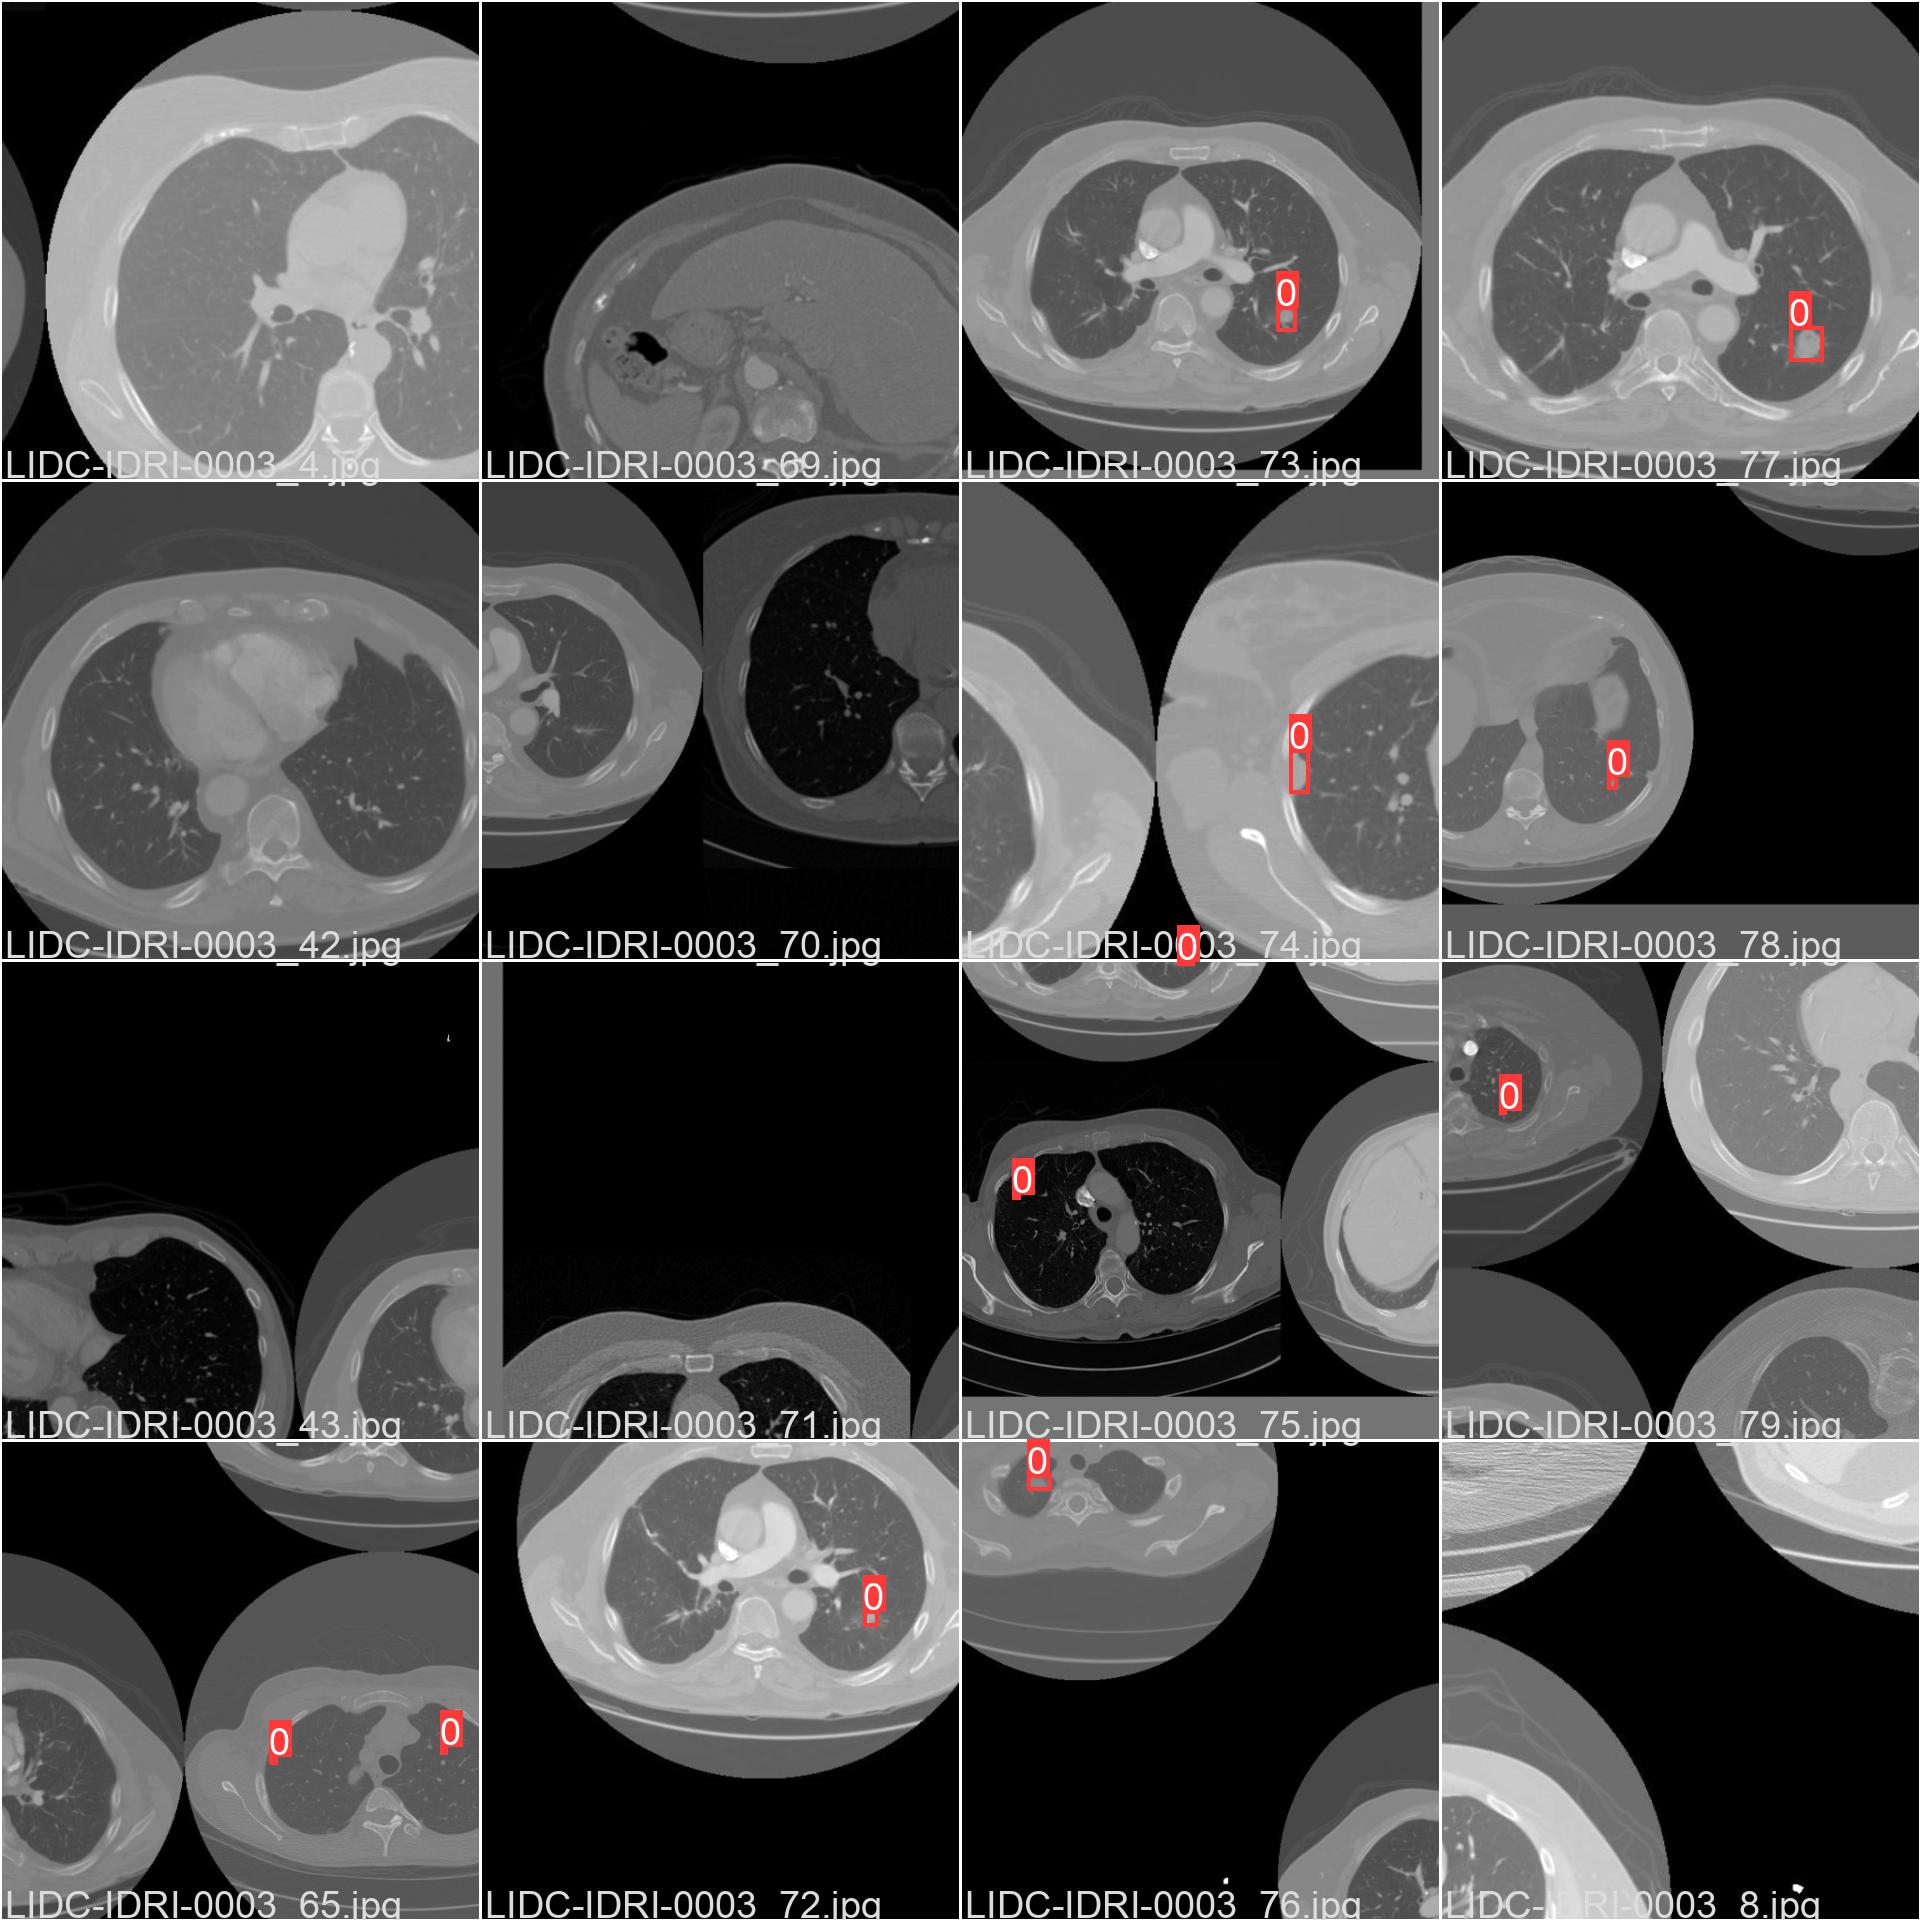 0
0
LIDC-IDRI-0003_4.jpg
LIDC-IDRI-0003_69.jpg
LIDC-IDRI-0003_73.jpg
LIDC-IDRI-0003_77.jpg
0
0
LIDC-IDRI-0003_42.jpg
LIDC-IDRI-0003_70.jpg
LIDC-IDRI-0003_74.jpg
LIDC-IDRI-0003_78.jpg
0
0
0
LIDC-IDRI-0003_43.jpg
LIDC-IDRI-0003_71.jpg
LIDC-IDRI-0003_75.jpg
LIDC-IDRI-0003_79.jpg
0
0
0
0
LIDC-IDRI-0003_65.jpg
LIDC-IDRI-0003_72.jpg
LIDC-IDRI-0003_76.jpg
LIDC-IDRI-0003_8.jpg